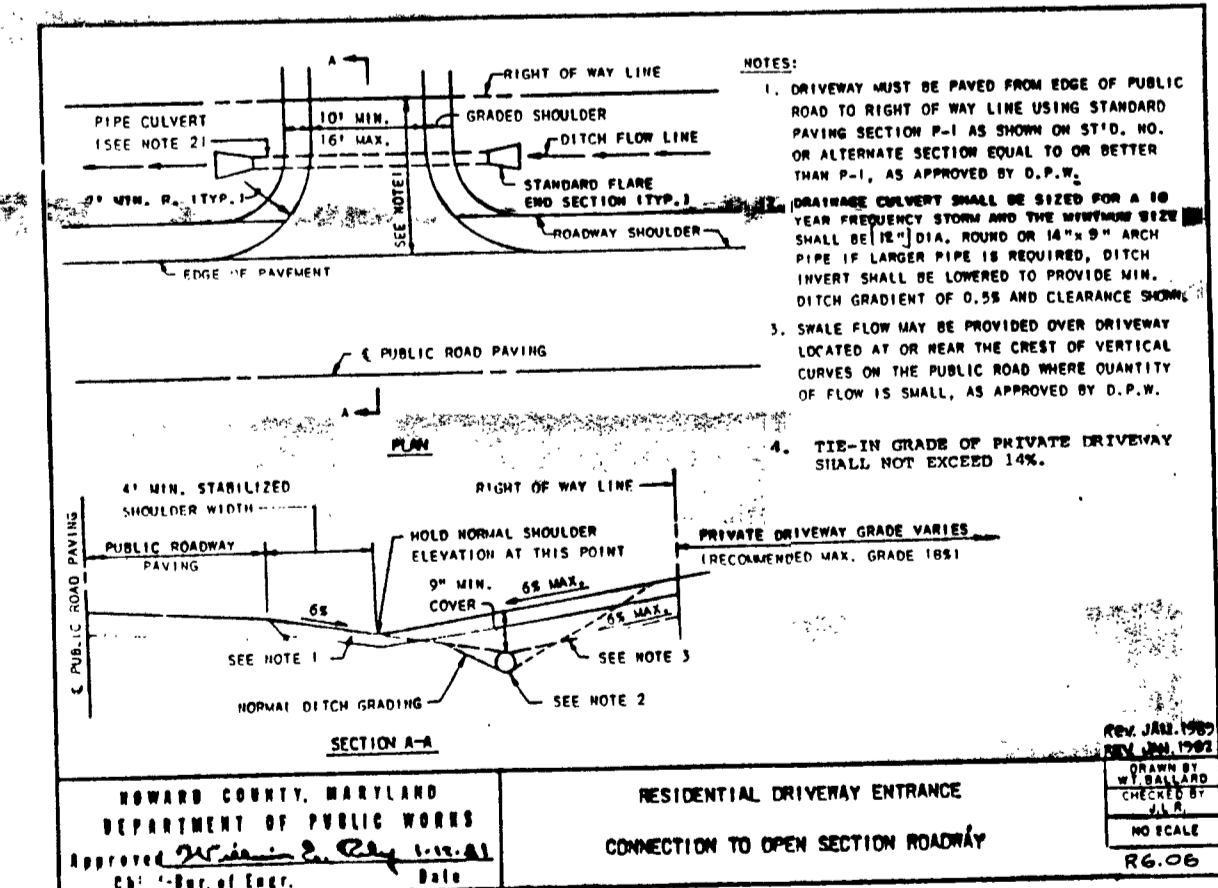 A
RIGHT OF WAY LINE
PIPE CULVERT
(SEE NOTE 2)
10' MIN.
16' MAX.
GRADED SHOULDER
DITCH FLOW LINE
MIN. R. (TYP.)
SEE NOTE 1
STANDARD FLARE
END SECTION (TYP.)
ROADWAY SHOULDER
EDGE OF PAVEMENT
℄ PUBLIC ROAD PAVING
A
PLAN
NOTES:
1. DRIVEWAY MUST BE PAVED FROM EDGE OF PUBLIC
ROAD TO RIGHT OF WAY LINE USING STANDARD
PAVING SECTION P-1 AS SHOWN ON ST'D. NO.
OR ALTERNATE SECTION EQUAL TO OR BETTER
THAN P-1, AS APPROVED BY D.P.W.
2. DRAINAGE CULVERT SHALL BE SIZED FOR A 10
YEAR FREQUENCY STORM AND THE MINIMUM SIZE
SHALL BE [12"] DIA. ROUND OR 14"x 9" ARCH
PIPE IF LARGER PIPE IS REQUIRED, DITCH
INVERT SHALL BE LOWERED TO PROVIDE MIN.
DITCH GRADIENT OF 0.5% AND CLEARANCE SHOWN.
3. SWALE FLOW MAY BE PROVIDED OVER DRIVEWAY
LOCATED AT OR NEAR THE CREST OF VERTICAL
CURVES ON THE PUBLIC ROAD WHERE QUANTITY
OF FLOW IS SMALL, AS APPROVED BY D.P.W.
4. TIE-IN GRADE OF PRIVATE DRIVEWAY
SHALL NOT EXCEED 14%.
4' MIN. STABILIZED
SHOULDER WIDTH
RIGHT OF WAY LINE
℄ PUBLIC ROAD PAVING
PUBLIC ROADWAY
PAVING
HOLD NORMAL SHOULDER
ELEVATION AT THIS POINT
PRIVATE DRIVEWAY GRADE VARIES
(RECOMMENDED MAX. GRADE 18%)
9" MIN.
COVER
6% MAX.
6%
6% MAX.
SEE NOTE 1
SEE NOTE 3
NORMAL DITCH GRADING
SEE NOTE 2
SECTION A-A
REV. JAN. 1989
REV. JAN. 1982
HOWARD COUNTY, MARYLAND
DEPARTMENT OF PUBLIC WORKS
Approved 1-12-81
Bur. of Engr. Date
RESIDENTIAL DRIVEWAY ENTRANCE
CONNECTION TO OPEN SECTION ROADWAY
DRAWN BY
W.T. BALLARD
CHECKED BY
J.L.R.
NO SCALE
R6.06